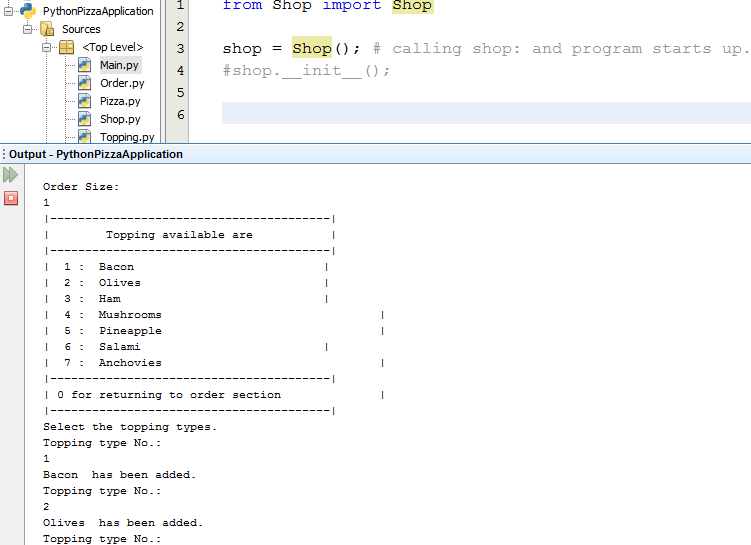 PythonPizzaApplication
Sources
<Top Level>
Main.py
Order.py
Pizza.py
Shop.py
Topping.py
1 from Shop import Shop
2
3 shop = Shop(); # calling shop: and program starts up.
4 #shop.__init__();
5
6
Output - PythonPizzaApplication
Order Size:
1
|----------------------------------------|
| Topping available are |
|----------------------------------------|
| 1 : Bacon |
| 2 : Olives |
| 3 : Ham |
| 4 : Mushrooms |
| 5 : Pineapple |
| 6 : Salami |
| 7 : Anchovies |
|----------------------------------------|
| 0 for returning to order section |
|----------------------------------------|
Select the topping types.
Topping type No.:
1
Bacon  has been added.
Topping type No.:
2
Olives  has been added.
Topping type No.: